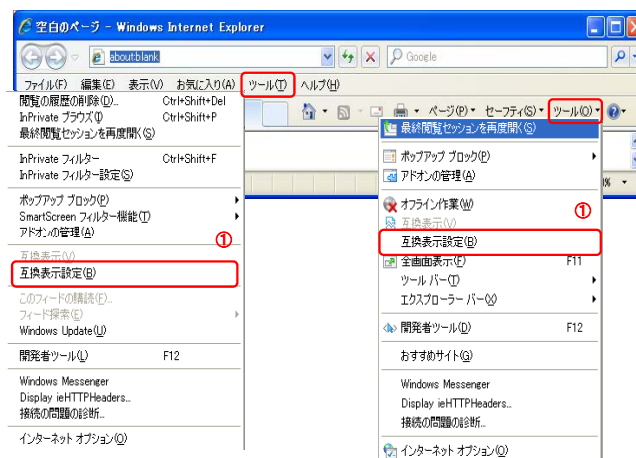 空白のページ - Windows Internet Explorer
about:blank
Google
ファイル(F) 編集(E) 表示(V) お気に入り(A) ツール(T) ヘルプ(H)
ページ(P) セーフティ(S) ツール(O)
閲覧の履歴の削除(D)... Ctrl+Shift+Del
InPrivate ブラウズ(I) Ctrl+Shift+P
最終閲覧セッションを再度開く(S)
InPrivate フィルター Ctrl+Shift+F
InPrivate フィルター設定(S)
ポップアップ ブロック(P)
SmartScreen フィルター機能(T)
アドオンの管理(A)
①
互換表示(V)
互換表示設定(B)
このフィードの購読(F)...
フィード探索(E)
Windows Update(U)
開発者ツール(L) F12
Windows Messenger
Display ieHTTPHeaders...
接続の問題の診断...
インターネット オプション(O)
最終閲覧セッションを再度開く(S)
ポップアップ ブロック(P)
アドオンの管理(A)
オフライン作業(W)
①
互換表示(V)
互換表示設定(B)
全画面表示(F) F11
ツール バー(T)
エクスプローラー バー(X)
開発者ツール(D) F12
おすすめサイト(G)
Windows Messenger
Display ieHTTPHeaders...
接続の問題の診断...
インターネット オプション(O)